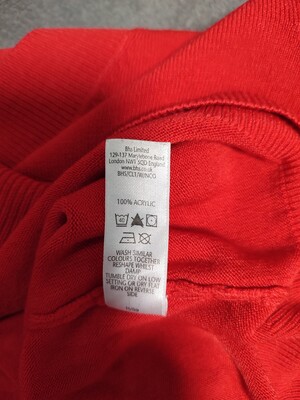 Bhs Limited
129-137 Marylebone Road
London NW1 5QD England
www.bhs.co.uk
100% ACRYLIC
40
WASH SIMILAR
COLOURS TOGETHER
RESHAPE WHILST
DAMP
TUMBLE DRY ON LOW
SETTING OR DRY FLAT
IRON ON REVERSE
SIDE